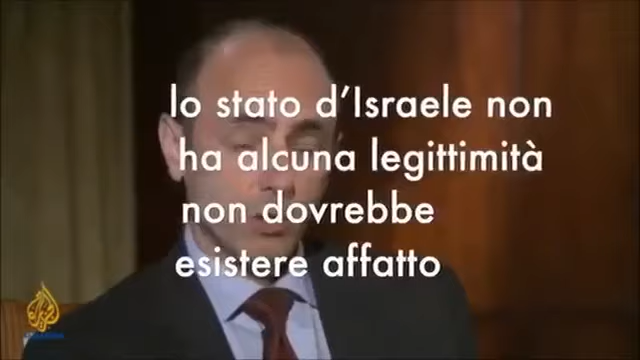 lo stato d'Israele non
ha alcuna legittimità
non dovrebbe
esistere affatto